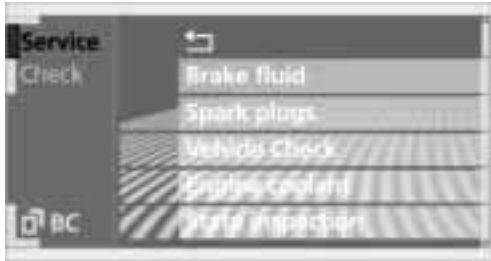 Service
Check
BC
Brake fluid
Spark plugs
Vehicle Check
Engine coolant
State inspection